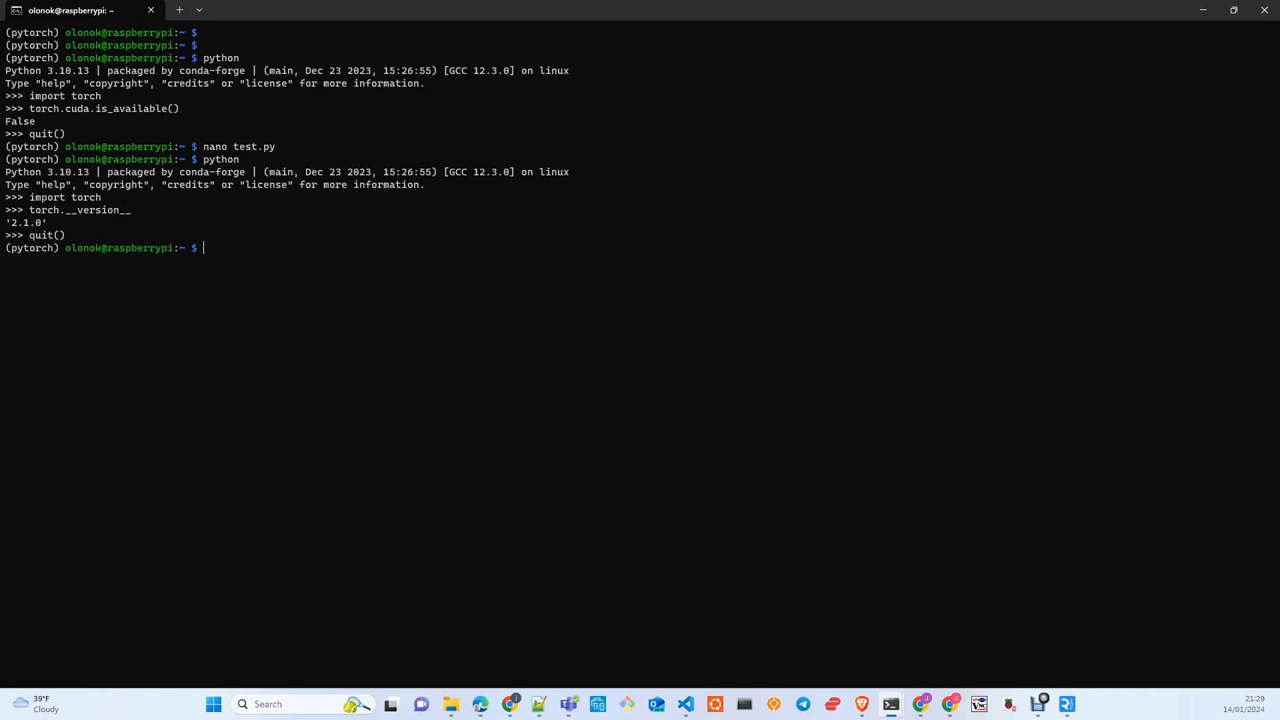 olonok@raspberrypi: ~
(pytorch) olonok@raspberrypi:~ $
(pytorch) olonok@raspberrypi:~ $
(pytorch) olonok@raspberrypi:~ $ python
Python 3.10.13 | packaged by conda-forge | (main, Dec 23 2023, 15:26:55) [GCC 12.3.0] on linux
Type "help", "copyright", "credits" or "license" for more information.
>>> import torch
>>> torch.cuda.is_available()
False
>>> quit()
(pytorch) olonok@raspberrypi:~ $ nano test.py
(pytorch) olonok@raspberrypi:~ $ python
Python 3.10.13 | packaged by conda-forge | (main, Dec 23 2023, 15:26:55) [GCC 12.3.0] on linux
Type "help", "copyright", "credits" or "license" for more information.
>>> import torch
>>> torch.__version__
'2.1.0'
>>> quit()
(pytorch) olonok@raspberrypi:~ $
39°F
Cloudy
Search
21:29
14/01/2024